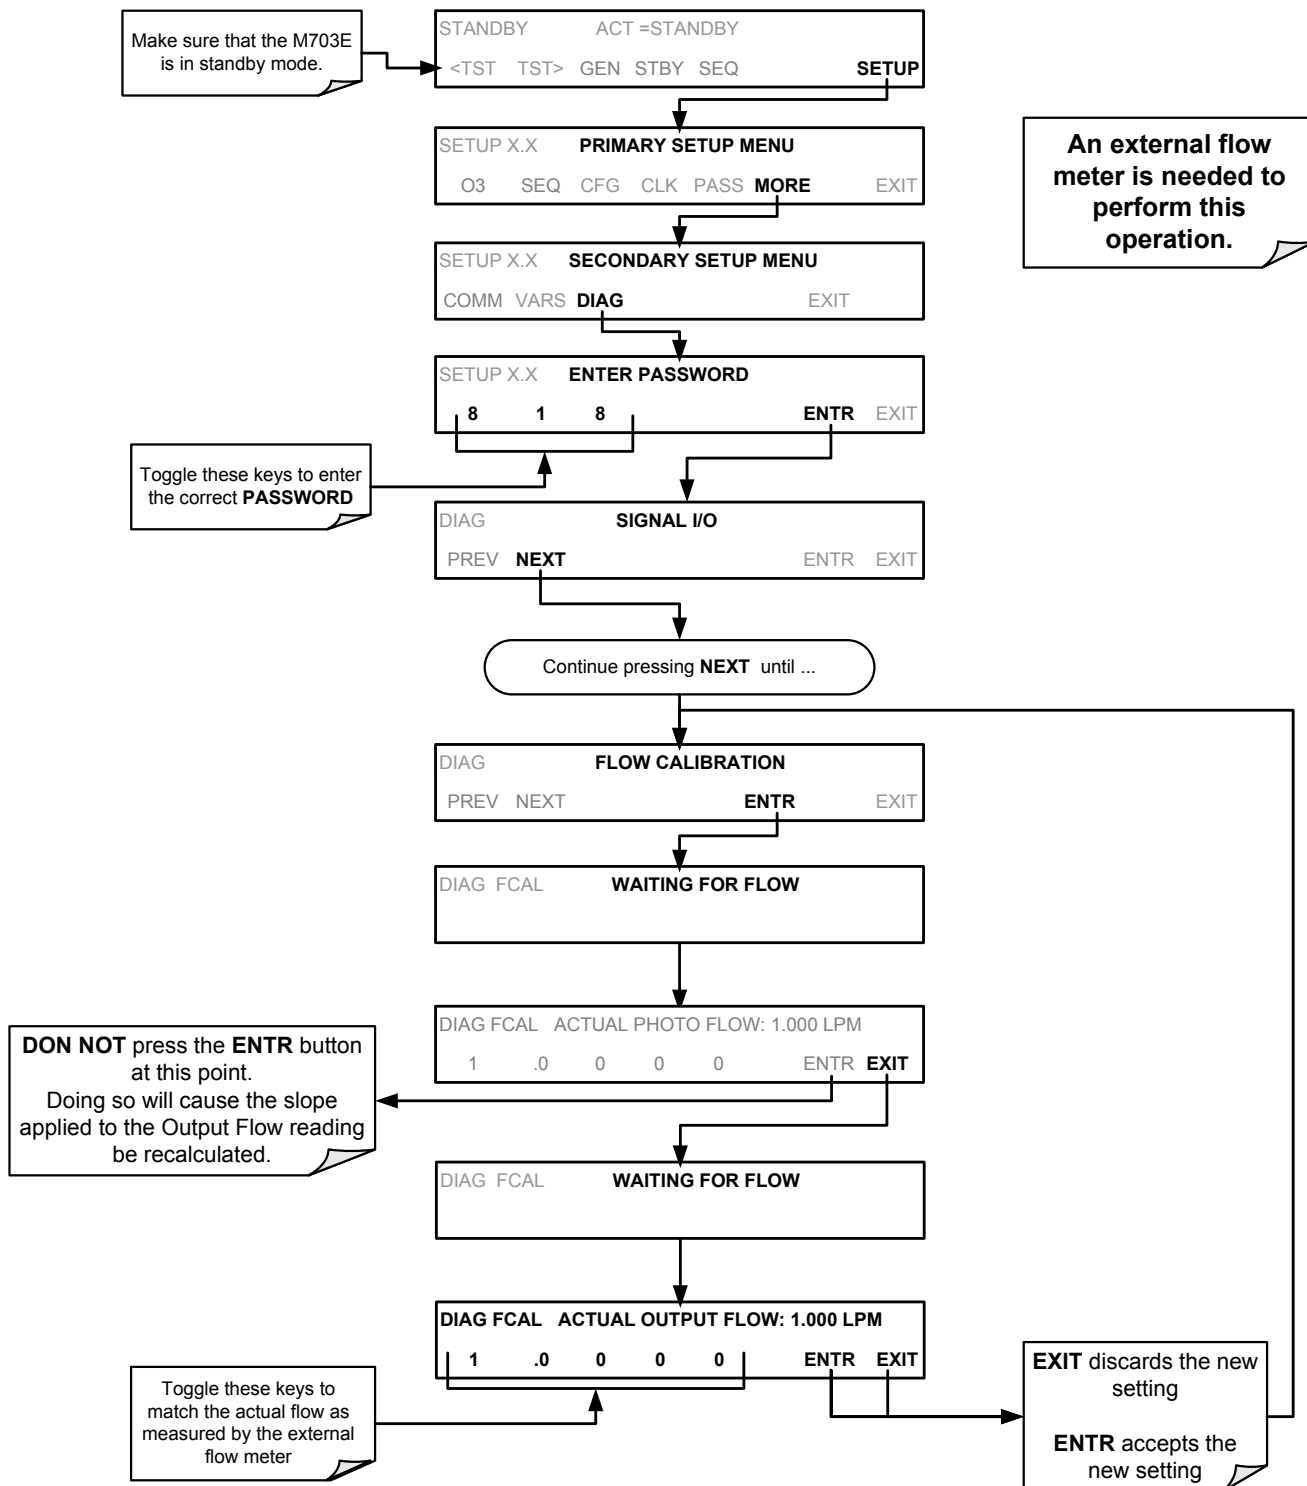 Make sure that the M703E
is in standby mode.
STANDBY ACT =STANDBY
<TST TST> GEN STBY SEQ SETUP
SETUP X.X PRIMARY SETUP MENU
O3 SEQ CFG CLK PASS MORE EXIT
An external flow
meter is needed to
perform this
operation.
SETUP X.X SECONDARY SETUP MENU
COMM VARS DIAG EXIT
SETUP X.X ENTER PASSWORD
8 1 8 ENTR EXIT
Toggle these keys to enter
the correct PASSWORD
DIAG SIGNAL I/O
PREV NEXT ENTR EXIT
Continue pressing NEXT until ...
DIAG FLOW CALIBRATION
PREV NEXT ENTR EXIT
DIAG FCAL WAITING FOR FLOW
DIAG FCAL ACTUAL PHOTO FLOW: 1.000 LPM
1 .0 0 0 0 ENTR EXIT
DON NOT press the ENTR button
at this point.
Doing so will cause the slope
applied to the Output Flow reading
be recalculated.
DIAG FCAL WAITING FOR FLOW
DIAG FCAL ACTUAL OUTPUT FLOW: 1.000 LPM
1 .0 0 0 0 ENTR EXIT
Toggle these keys to
match the actual flow as
measured by the external
flow meter
EXIT discards the new
setting
ENTR accepts the
new setting